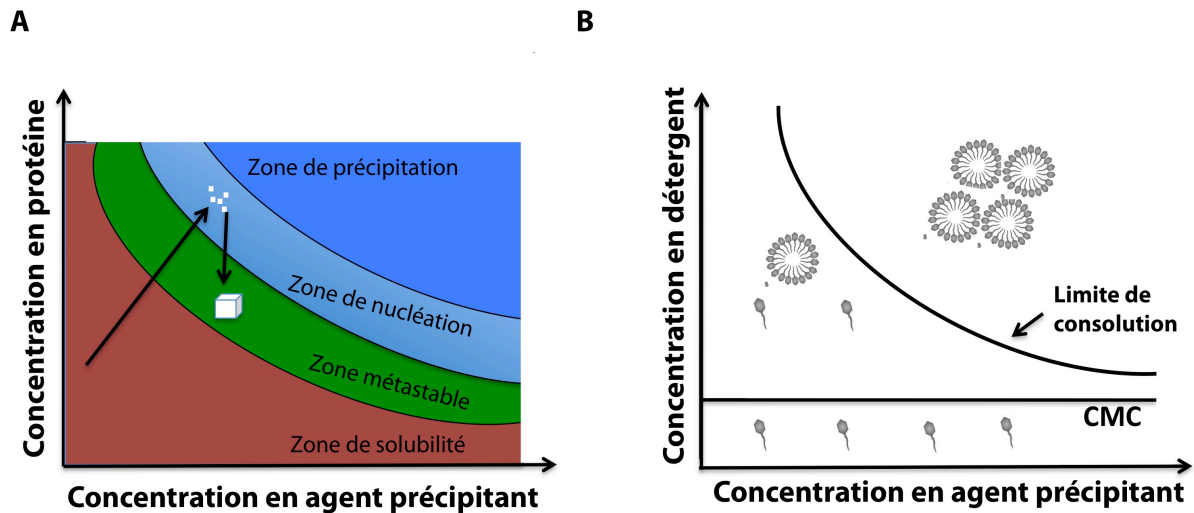 A
Concentration en protéine
Zone de précipitation
Zone de nucléation
Zone métastable
Zone de solubilité
Concentration en agent précipitant
B
Concentration en détergent
Limite de
consolution
CMC
Concentration en agent précipitant